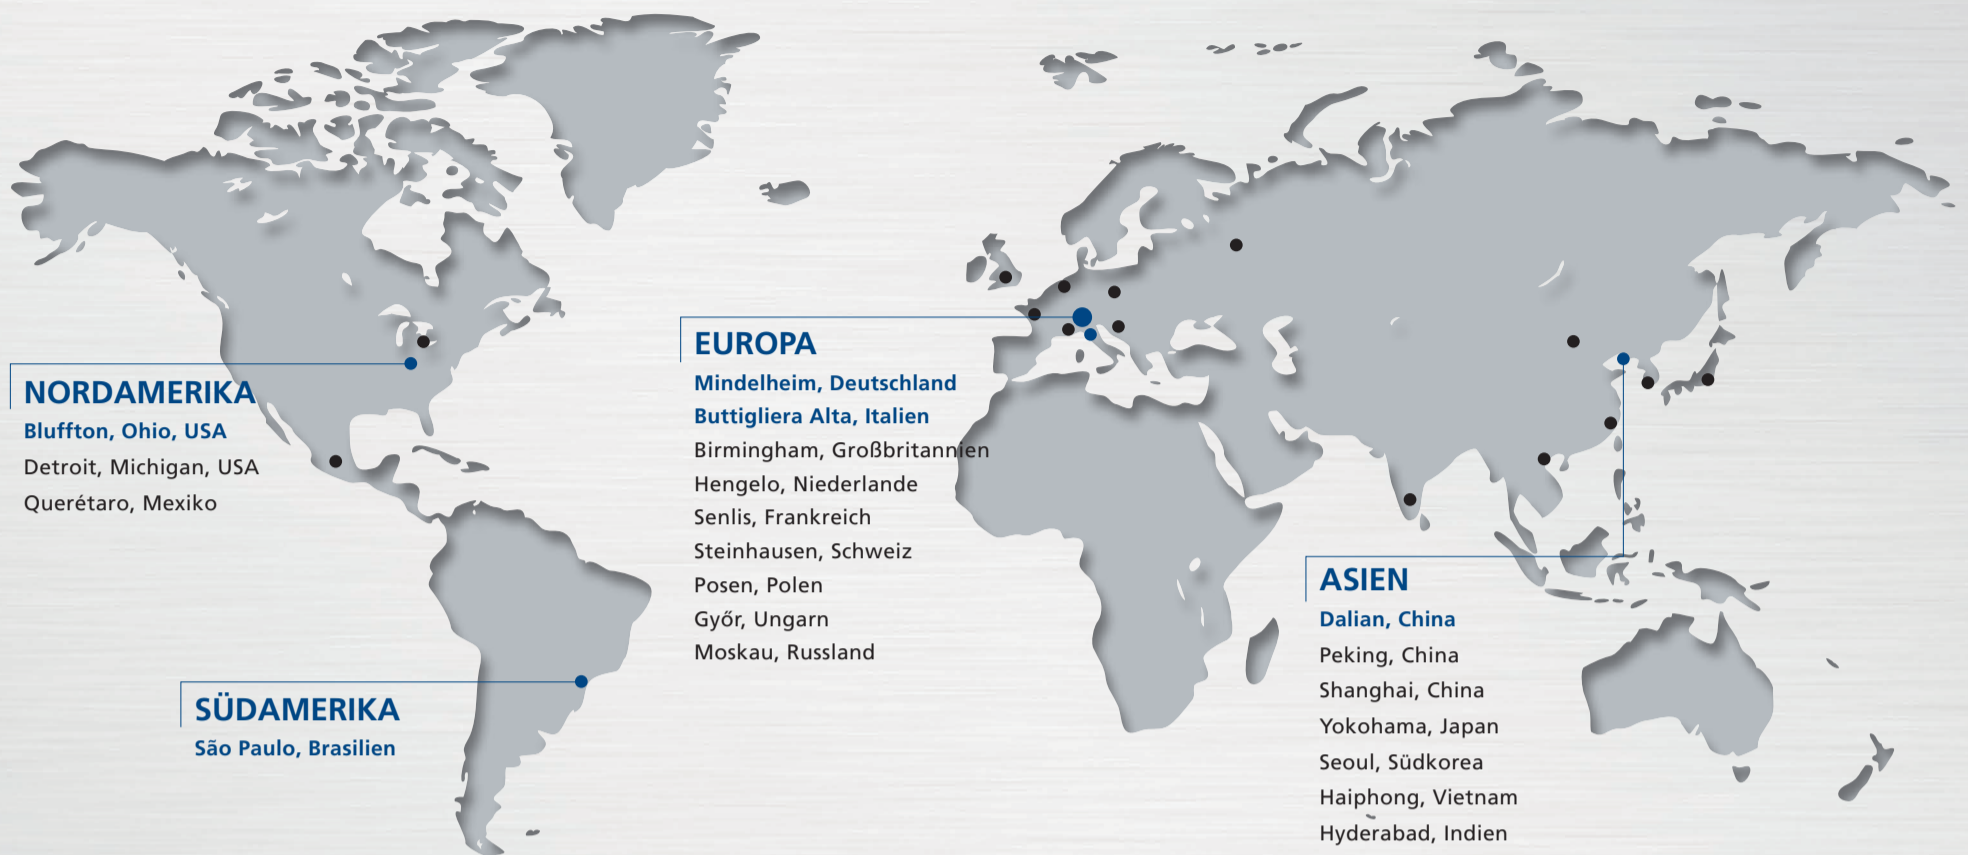 NORDAMERIKA
Bluffton, Ohio, USA
Detroit, Michigan, USA
Querétaro, Mexiko
SÜDAMERIKA
São Paulo, Brasilien
EUROPA
Mindelheim, Deutschland
Buttigliera Alta, Italien
Birmingham, Großbritannien
Hengelo, Niederlande
Senlis, Frankreich
Steinhausen, Schweiz
Posen, Polen
Győr, Ungarn
Moskau, Russland
ASIEN
Dalian, China
Peking, China
Shanghai, China
Yokohama, Japan
Seoul, Südkorea
Haiphong, Vietnam
Hyderabad, Indien